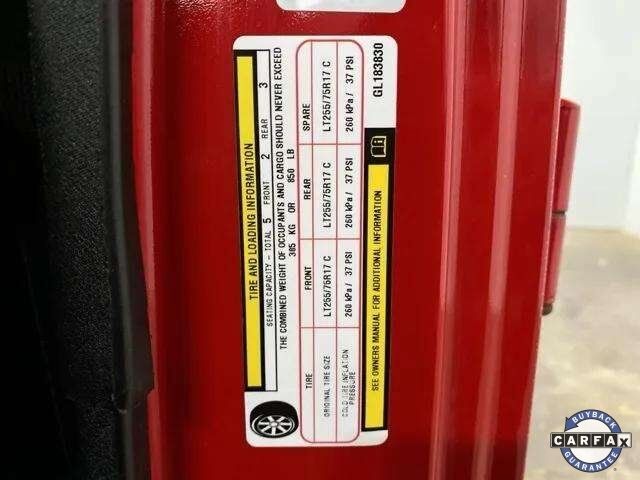 TIRE AND LOADING INFORMATION
SEATING CAPACITY - TOTAL 5 FRONT 2 REAR 3
THE COMBINED WEIGHT OF OCCUPANTS AND CARGO SHOULD NEVER EXCEED
385 KG OR 850 LB
TIRE FRONT REAR SPARE
ORIGINAL TIRE SIZE LT255/75R17 C LT255/75R17 C LT255/75R17 C
COLD TIRE INFLATION PRESSURE 260 kPa/ 37 PSI 260 kPa/ 37 PSI 260 kPa/ 37 PSI
SEE OWNERS MANUAL FOR ADDITIONAL INFORMATION
GL183830
BUYBACK
CARFAX
GUARANTEE